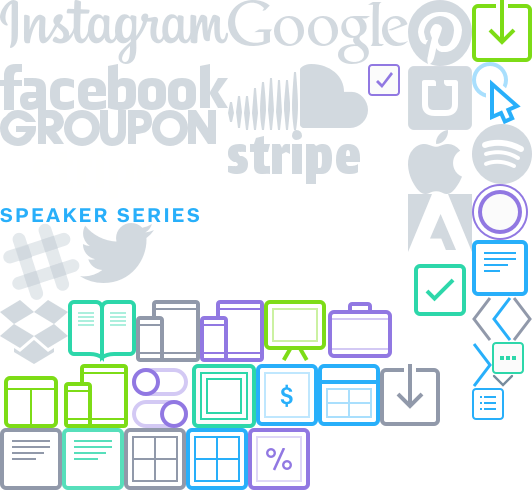 Instagram Google
facebook
GROUPON
stripe
SPEAKER SERIES
$
%